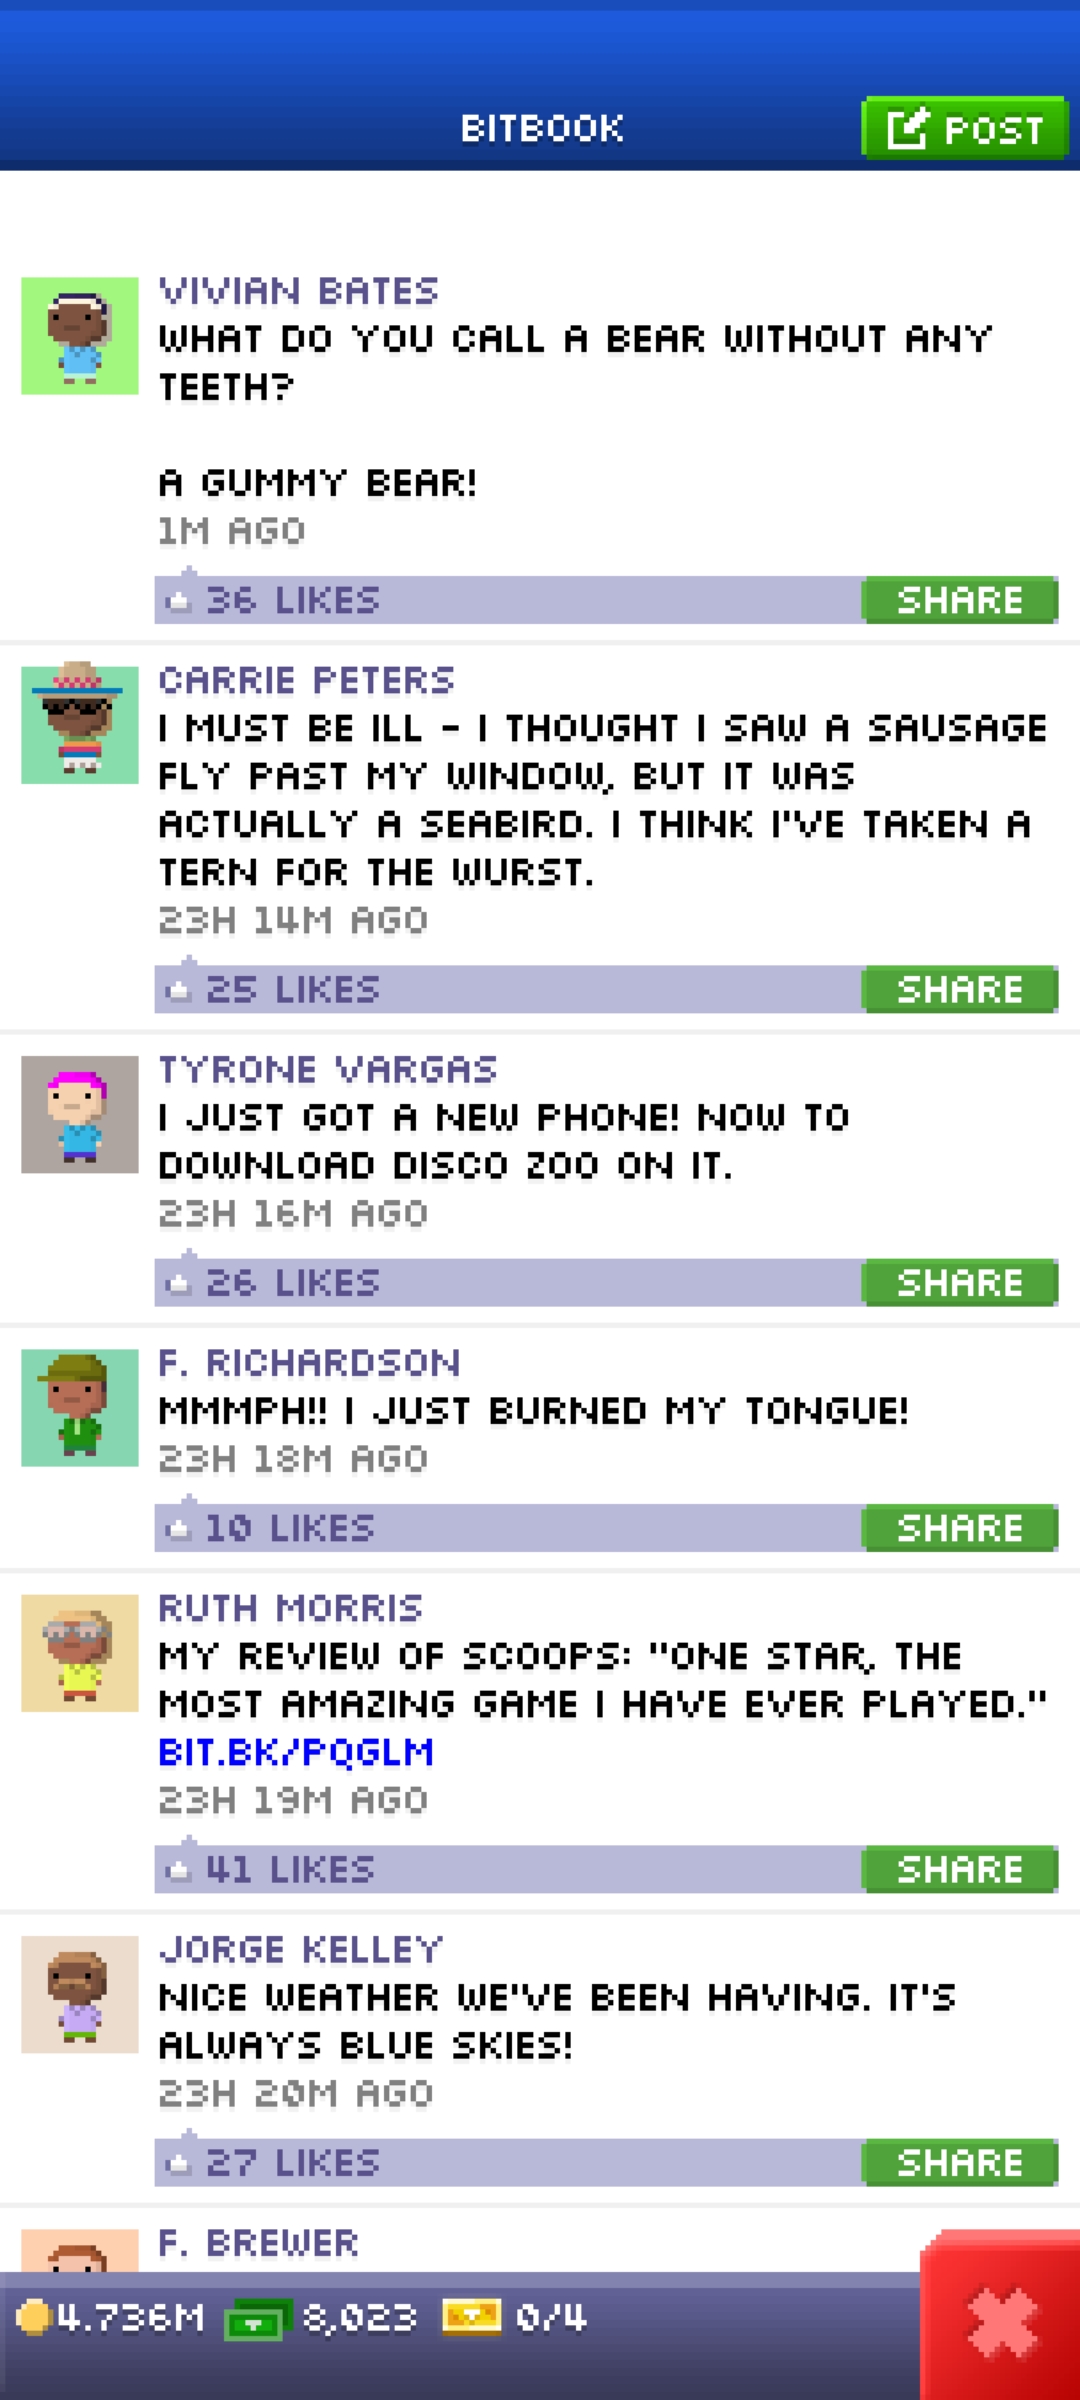 BITBOOK
POST
VIVIAN BATES
WHAT DO YOU CALL A BEAR WITHOUT ANY
TEETH?
A GUMMY BEAR!
1M AGO
36 LIKES
SHARE
CARRIE PETERS
I MUST BE ILL - I THOUGHT I SAW A SAUSAGE
FLY PAST MY WINDOW, BUT IT WAS
ACTUALLY A SEABIRD. I THINK I'VE TAKEN A
TERN FOR THE WURST.
23H 14M AGO
25 LIKES
SHARE
TYRONE VARGAS
I JUST GOT A NEW PHONE! NOW TO
DOWNLOAD DISCO ZOO ON IT.
23H 16M AGO
26 LIKES
SHARE
F. RICHARDSON
MMMPH!! I JUST BURNED MY TONGUE!
23H 18M AGO
10 LIKES
SHARE
RUTH MORRIS
MY REVIEW OF SCOOPS: "ONE STAR, THE
MOST AMAZING GAME I HAVE EVER PLAYED."
BIT.BK/PQGLM
23H 19M AGO
41 LIKES
SHARE
JORGE KELLEY
NICE WEATHER WE'VE BEEN HAVING. IT'S
ALWAYS BLUE SKIES!
23H 20M AGO
27 LIKES
SHARE
F. BREWER
4.736M 8,023 0/4